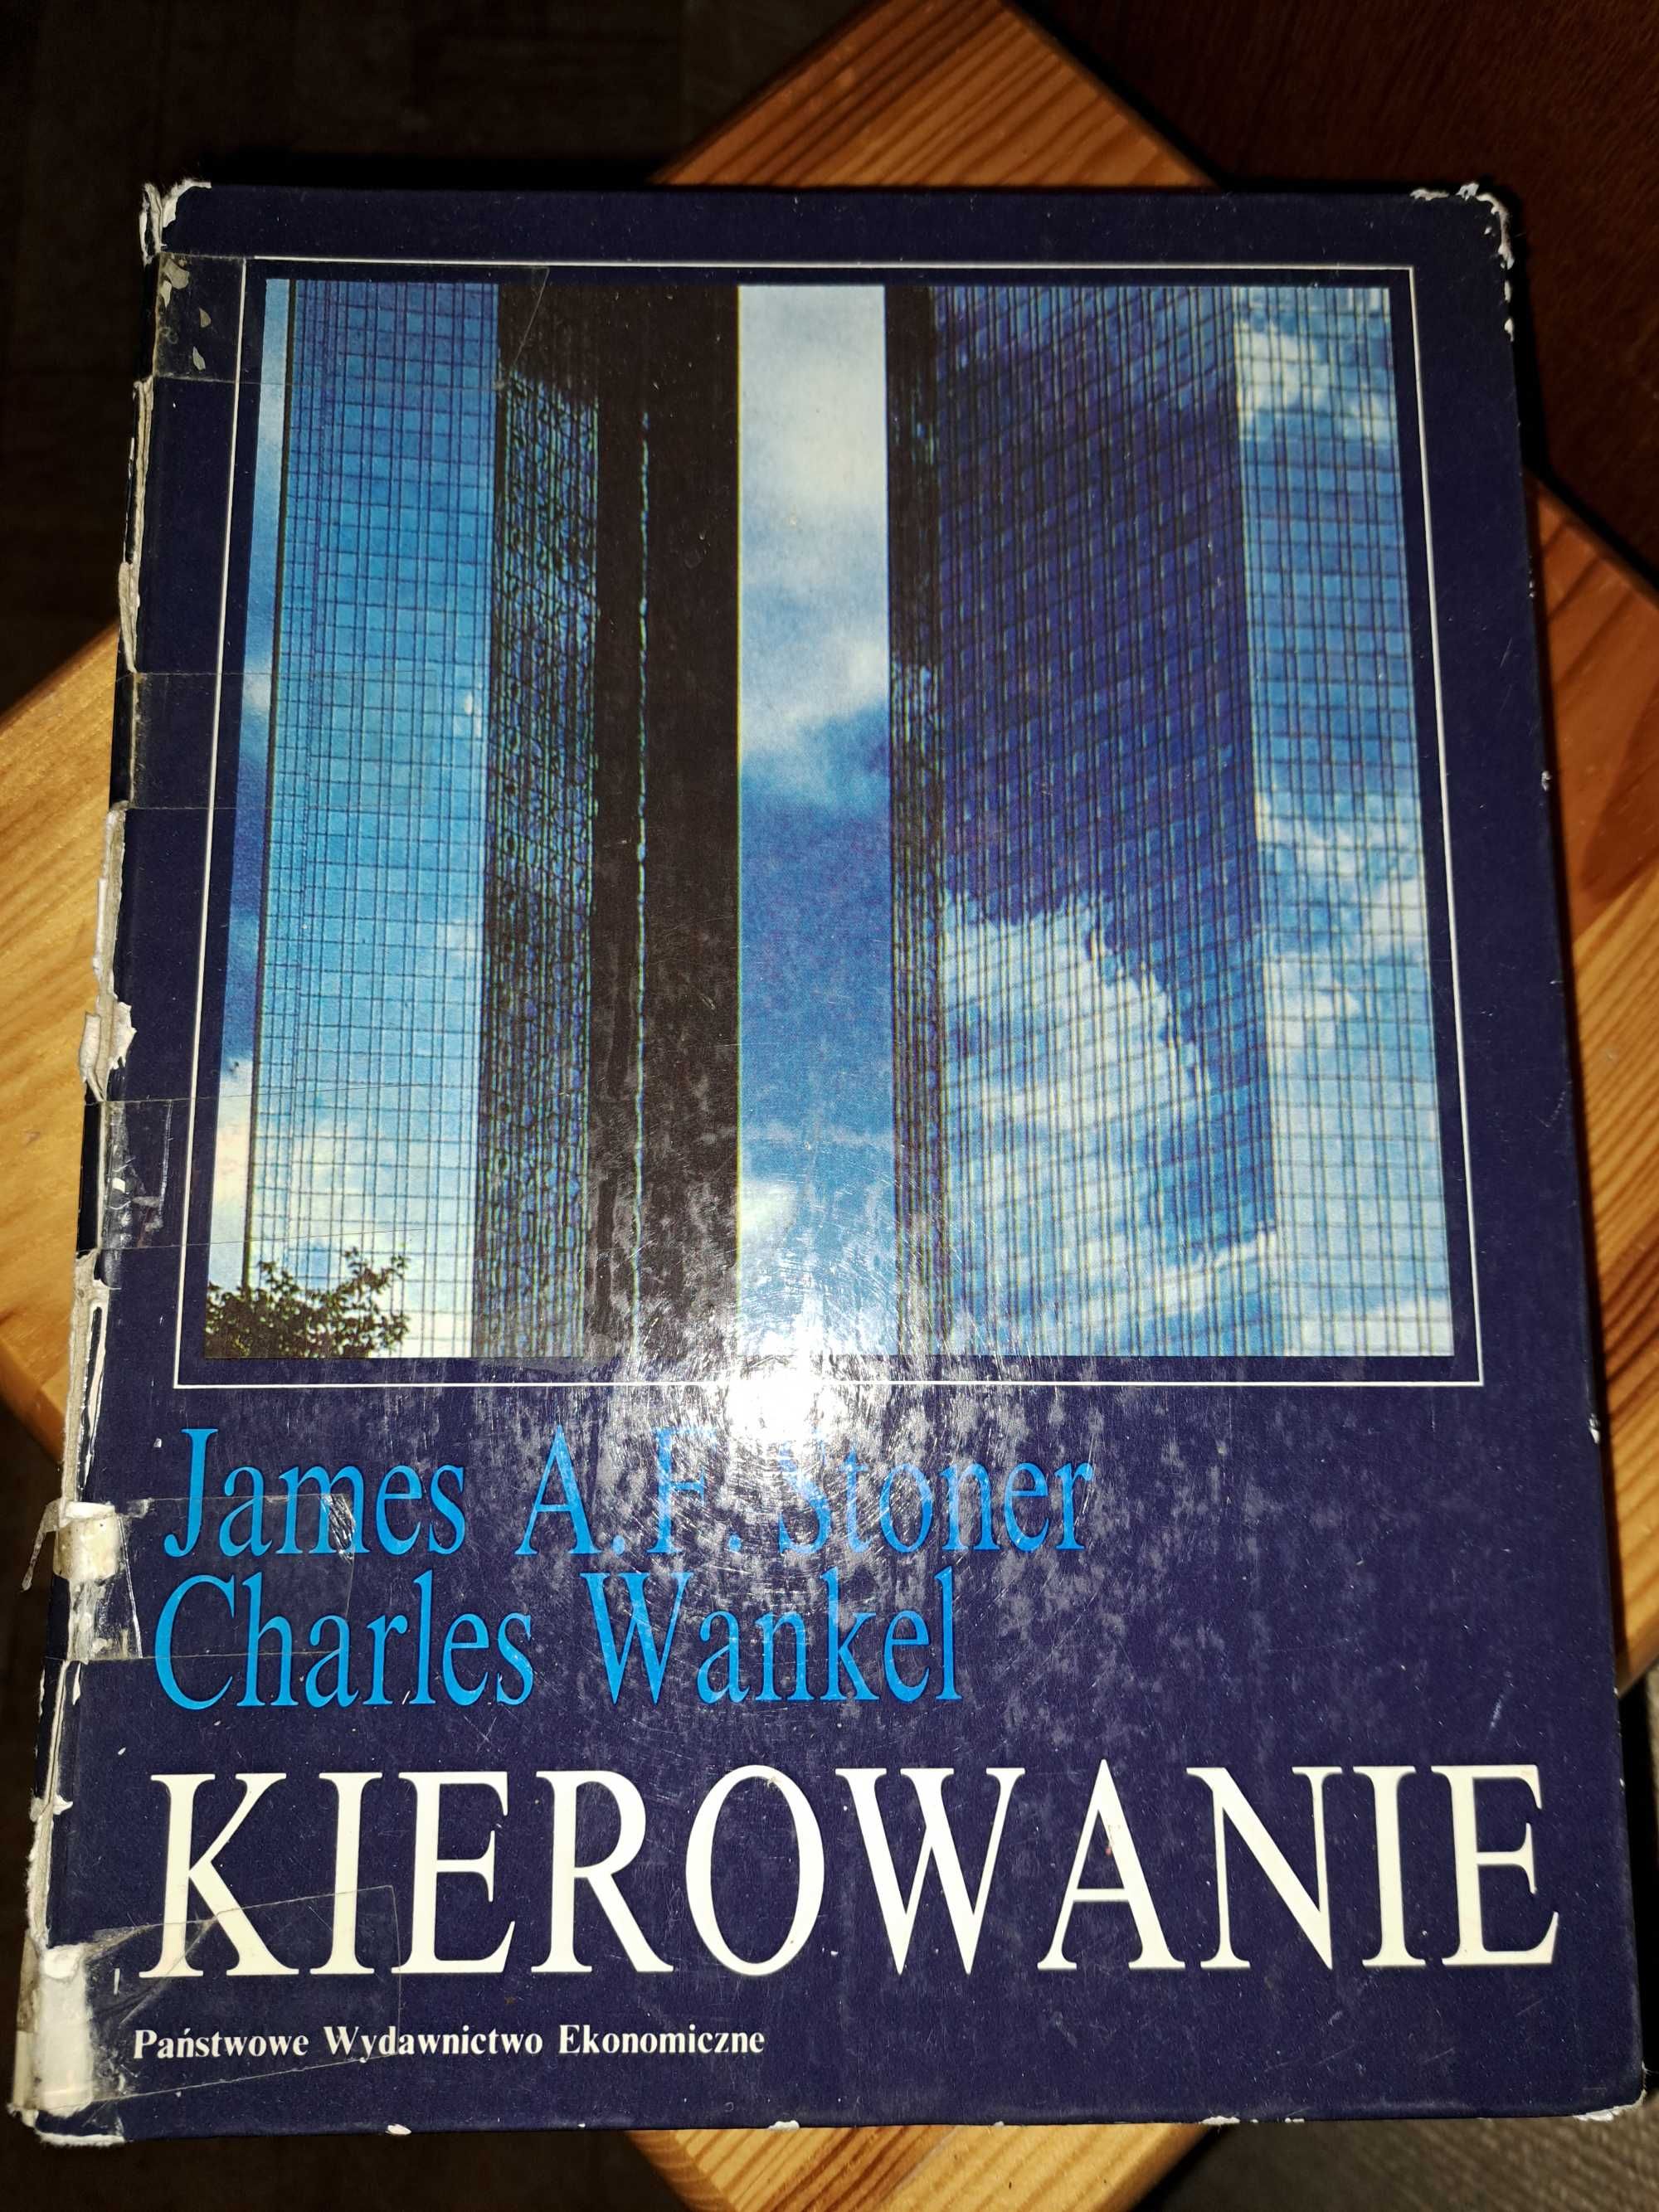 James A.F. Stoner
Charles Wankel
KIEROWANIE
Państwowe Wydawnictwo Ekonomiczne